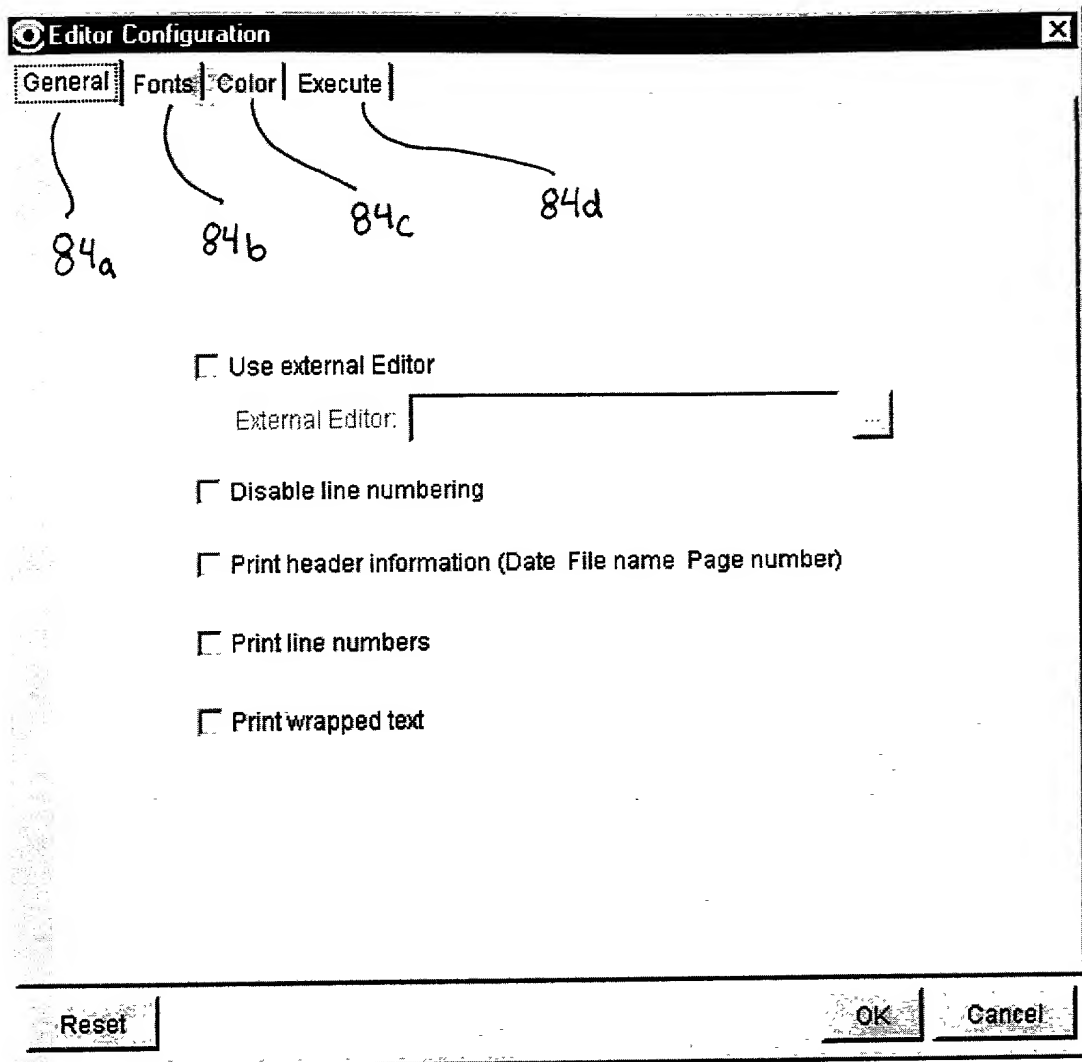 Editor Configuration
General Fonts Color Execute
84a 84b 84c 84d
Use external Editor
External Editor: ...
Disable line numbering
Print header information (Date File name Page number)
Print line numbers
Print wrapped text
Reset OK Cancel